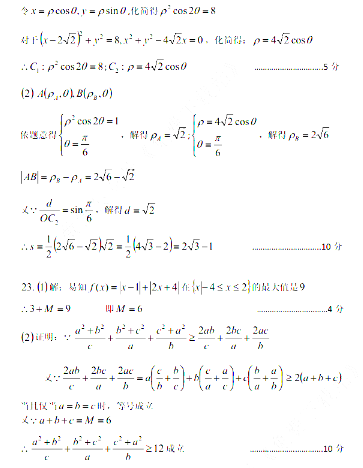 令 x = ρcosθ, y = ρsinθ ,化简得 ρ²cos2θ = 8
对于 (x − 2√2)² + y² = 8, x² + y² − 4√2x = 0，化简得：ρ = 4√2cosθ
∴ C₁ : ρ²cos2θ = 8; C₂ : ρ = 4√2cosθ ……………………5 分
(2) A(ρ_A, θ), B(ρ_B, θ)
依题意得 { ρ²cos2θ = 1, θ = π/6 ，解得 ρ_A = √2 ; { ρ = 4√2cosθ, θ = π/6 ，解得 ρ_B = 2√6
|AB| = ρ_B − ρ_A = 2√6 − √2
又∵ d/OC₂ = sin π/6，解得 d = √2
∴ s = 1/2(2√6 − √2)√2 = 1/2(4√3 − 2) = 2√3 − 1 ……………………10 分
23. (1)解：易知 f(x) = |x − 1| + |2x + 4| 在 {x|−4 ≤ x ≤ 2} 的最大值是 9
∴ 3 + M = 9 即 M = 6 ……………………4 分
(2) 证明：∵ (a² + b²)/c + (b² + c²)/a + (c² + a²)/b ≥ 2ab/c + 2bc/a + 2ac/b
又∵ 2ab/c + 2bc/a + 2ac/b = a(c/b + b/c) + b(c/a + a/c) + c(b/a + a/b) ≥ 2(a + b + c)
当且仅当 a = b = c 时，等号成立
又∵ a + b + c = M = 6
∴ (a² + b²)/c + (b² + c²)/a + (c² + a²)/b ≥ 12 成立 ……………………10 分